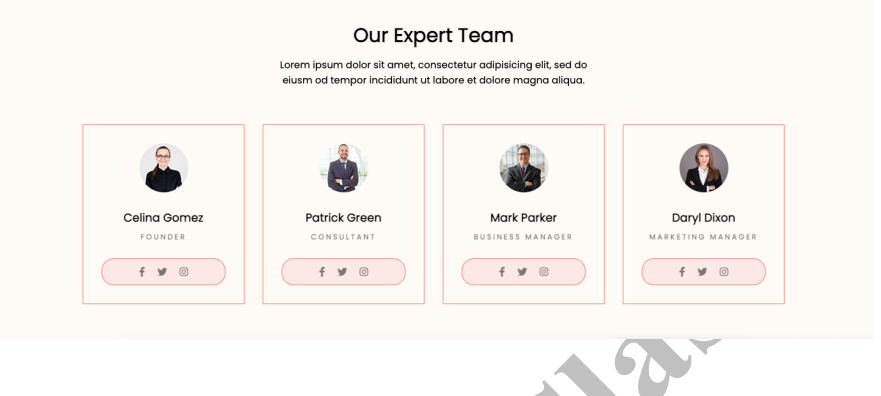 Our Expert Team
Lorem ipsum dolor sit amet, consectetur adipisicing elit, sed do
eiusm od tempor incididunt ut labore et dolore magna aliqua.
Celina Gomez
FOUNDER
Patrick Green
CONSULTANT
Mark Parker
BUSINESS MANAGER
Daryl Dixon
MARKETING MANAGER